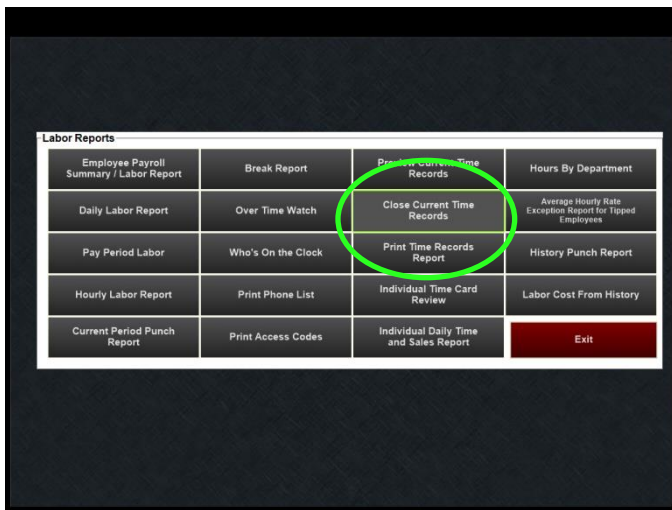 Labor Reports
Employee Payroll
Summary / Labor Report
Break Report
Preview Current Time
Records
Hours By Department
Daily Labor Report
Over Time Watch
Close Current Time
Records
Average Hourly Rate
Exception Report for Tipped
Employees
Pay Period Labor
Who's On the Clock
Print Time Records
Report
History Punch Report
Hourly Labor Report
Print Phone List
Individual Time Card
Review
Labor Cost From History
Current Period Punch
Report
Print Access Codes
Individual Daily Time
and Sales Report
Exit